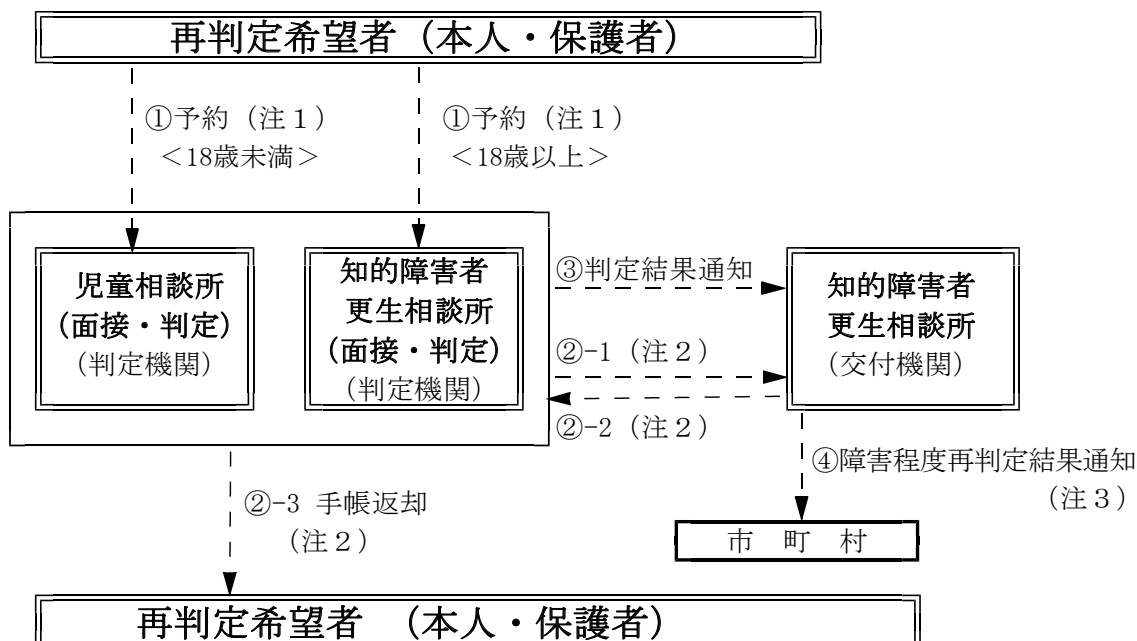 再判定希望者（本人・保護者）
①予約（注１）
＜18歳未満＞
①予約（注１）
＜18歳以上＞
児童相談所
（面接・判定）
（判定機関）
知的障害者
更生相談所
（面接・判定）
（判定機関）
③判定結果通知
②-1（注２）
②-2（注２）
知的障害者
更生相談所
（交付機関）
④障害程度再判定結果通知
（注３）
②-3 手帳返却
（注２）
市　町　村
再判定希望者　（本人・保護者）